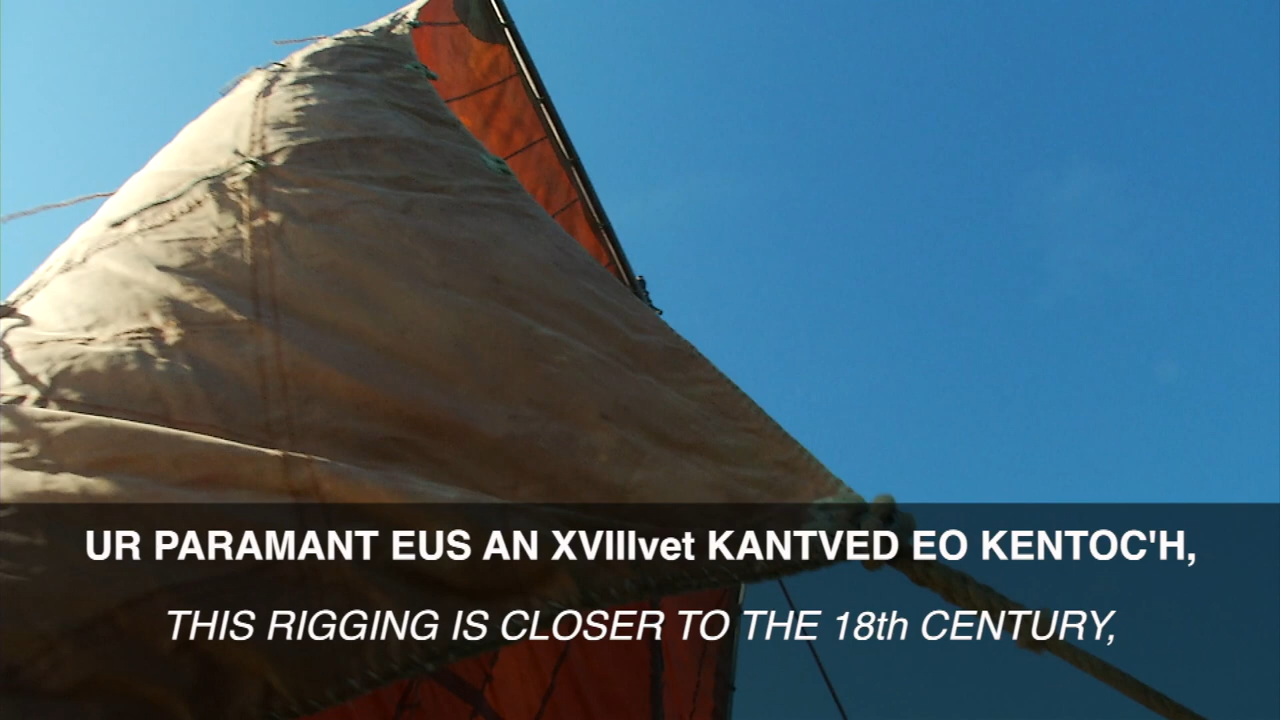 UR PARAMANT EUS AN XVIIIvet KANTVED EO KENTOC'H,
THIS RIGGING IS CLOSER TO THE 18th CENTURY,